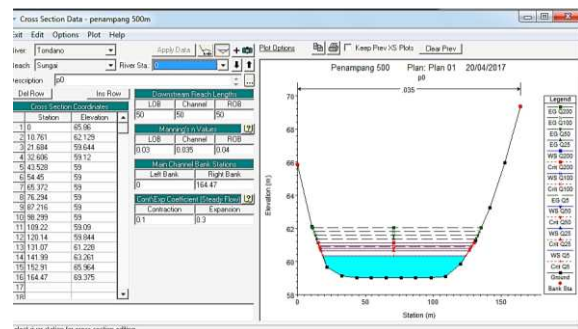 Cross Section Data - penampang 500m
Exit Edit Options Plot Help
River: Tondano
Apply Data
Plot Options
Keep Prev XS Plots
Clear Prev
Reach: Sungai
River Sta.: 0
Description p0
Del Row
Ins Row
Cross Section Coordinates
Station Elevation
1 0 65.86
2 10.761 62.129
3 21.684 59.644
4 32.606 59.12
5 43.528 59
6 54.45 59
7 65.372 59
8 76.294 59
9 87.216 59
10 98.299 59
11 109.22 59.09
12 120.14 59.844
13 131.07 61.228
14 141.99 63.261
15 152.91 65.964
16 164.47 69.375
17
18
Downstream Reach Lengths
LOB Channel ROB
50 50 50
Manning's n Values
LOB Channel ROB
0.03 0.035 0.04
Main Channel Bank Stations
Left Bank Right Bank
0 164.47
Cont\Exp Coefficient (Steady Flow)
Contraction Expansion
0.1 0.3
Penampang 500 Plan: Plan 01 20/04/2017
p0
.035
Elevation (m)
70
68
66
64
62
60
58
0
50
100
150
Station (m)
Legend
EG Q200
EG Q100
EG Q50
EG Q25
WS Q200
Crit Q200
WS Q100
Crit Q100
EG Q5
WS Q50
Crit Q50
WS Q25
Crit Q25
WS Q5
Crit Q5
Ground
Bank Sta